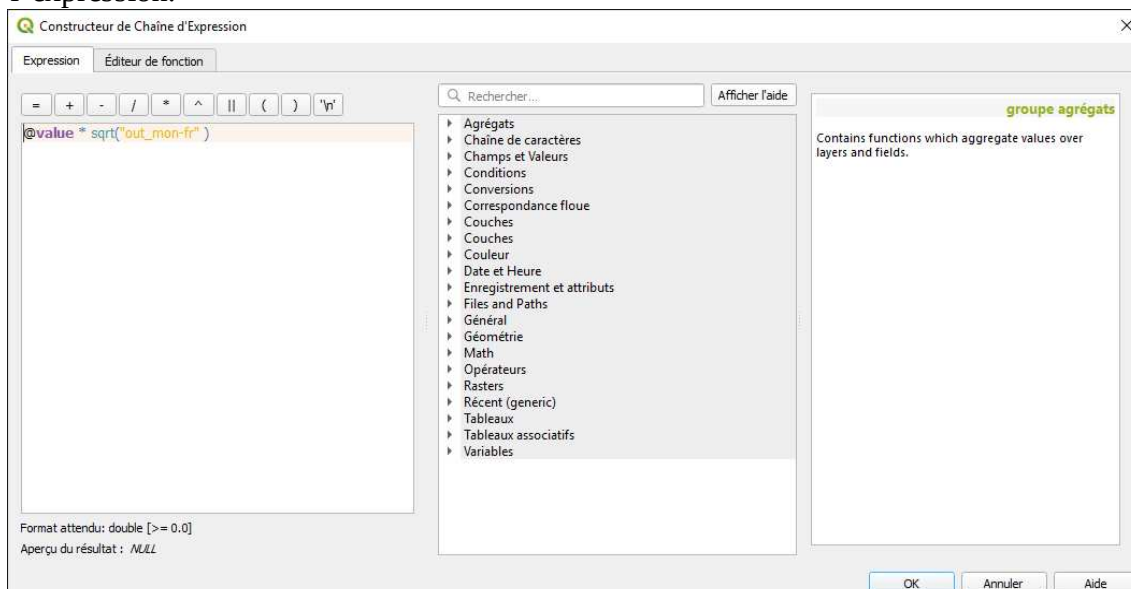 l'expression.
Constructeur de Chaîne d'Expression
Expression Éditeur de fonction
= + - / * ^ || ( ) '\n'
@value * sqrt("out_mon-fr" )
Format attendu: double [>= 0.0]
Aperçu du résultat : NULL
Rechercher... Afficher l'aide
Agrégats
Chaîne de caractères
Champs et Valeurs
Conditions
Conversions
Correspondance floue
Couches
Couches
Couleur
Date et Heure
Enregistrement et attributs
Files and Paths
Général
Géométrie
Math
Opérateurs
Rasters
Récent (generic)
Tableaux
Tableaux associatifs
Variables
groupe agrégats
Contains functions which aggregate values over
layers and fields.
OK Annuler Aide